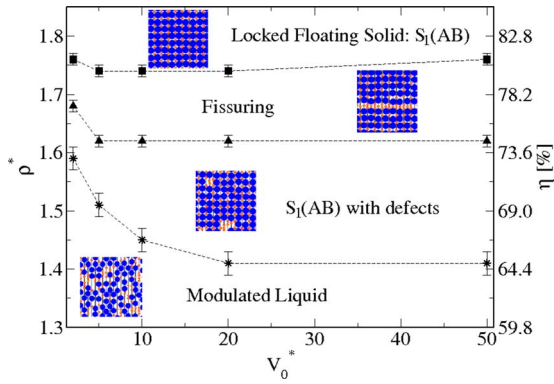 1.8
1.7
1.6
1.5
1.4
1.3
ρ*
82.8
78.2
73.6
69.0
64.4
59.8
η [%]
Locked Floating Solid: S₁(AB)
Fissuring
S₁(AB) with defects
Modulated Liquid
10 20 30 40 50
V₀*